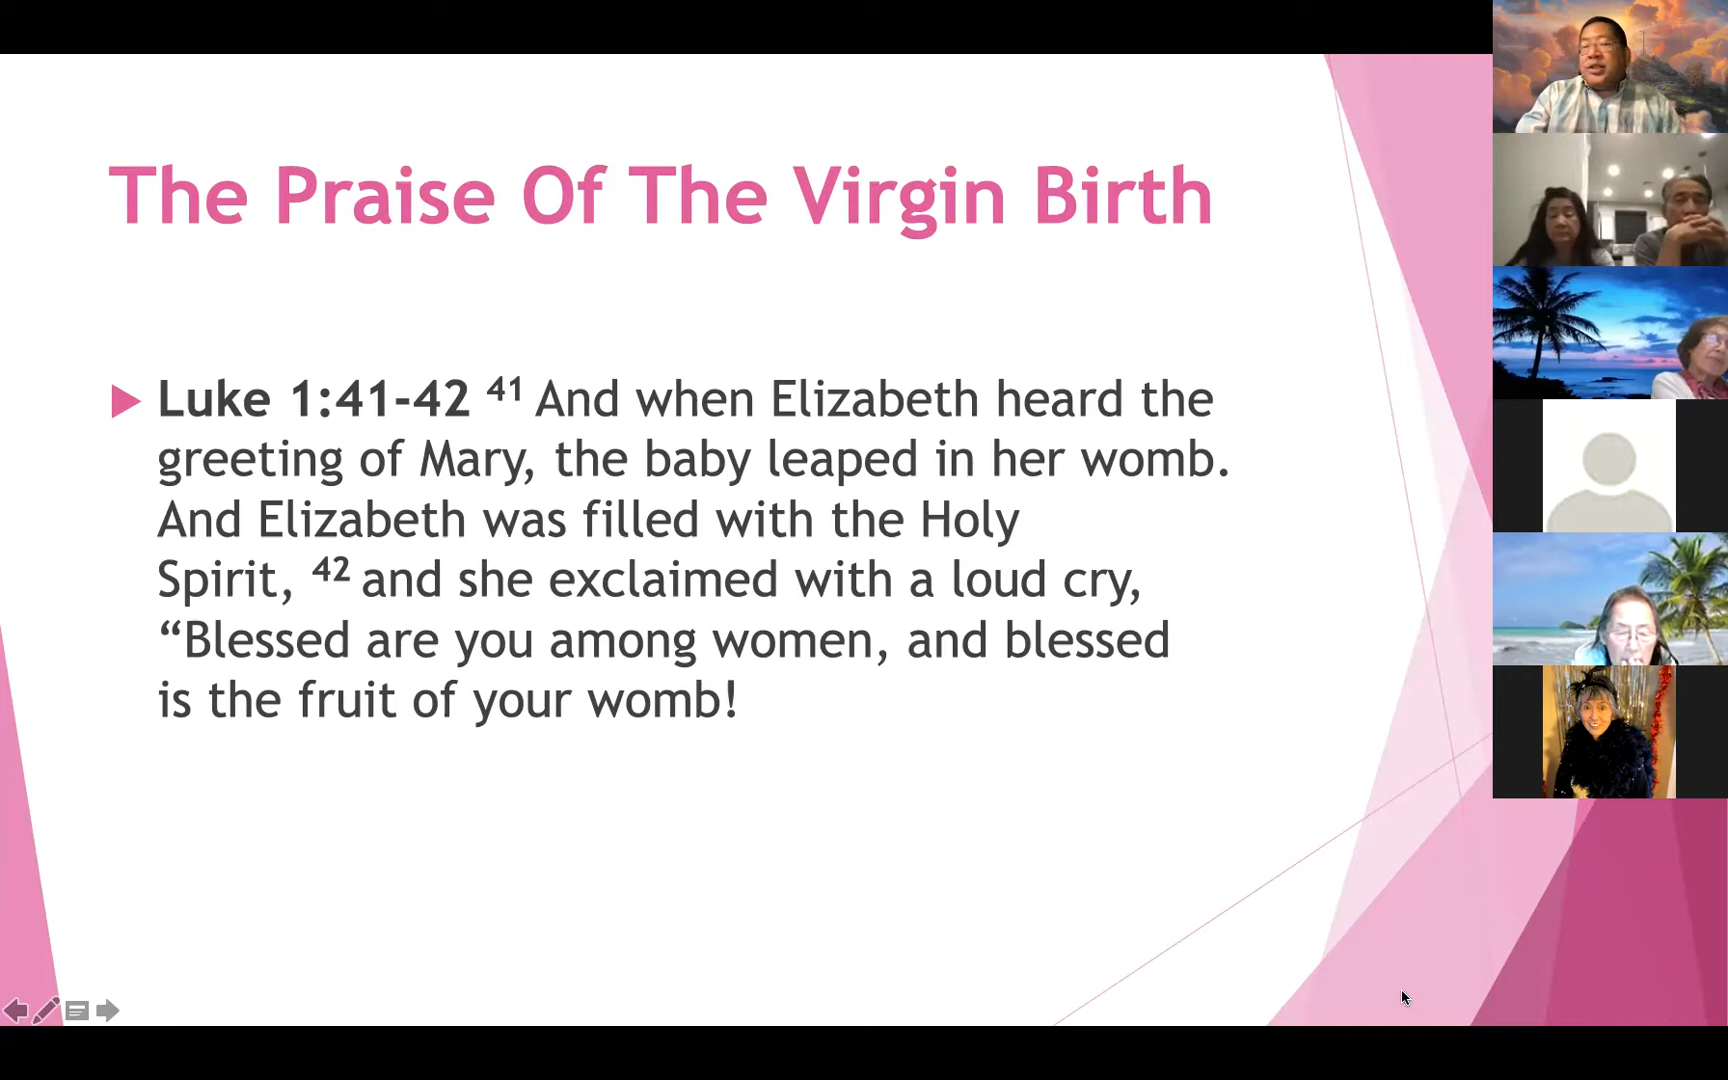 The Praise Of The Virgin Birth
Luke 1:41-42 41 And when Elizabeth heard the
greeting of Mary, the baby leaped in her womb.
And Elizabeth was filled with the Holy
Spirit, 42 and she exclaimed with a loud cry,
“Blessed are you among women, and blessed
is the fruit of your womb!